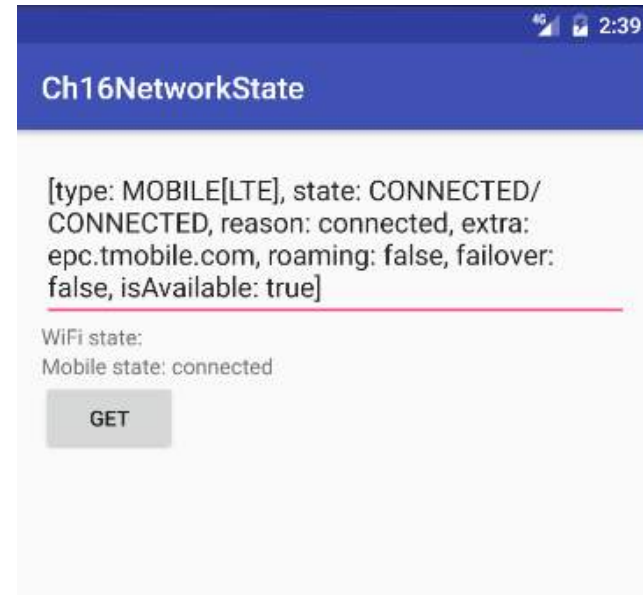 4G 2:39
Ch16NetworkState
[type: MOBILE[LTE], state: CONNECTED/
CONNECTED, reason: connected, extra:
epc.tmobile.com, roaming: false, failover:
false, isAvailable: true]
WiFi state:
Mobile state: connected
GET